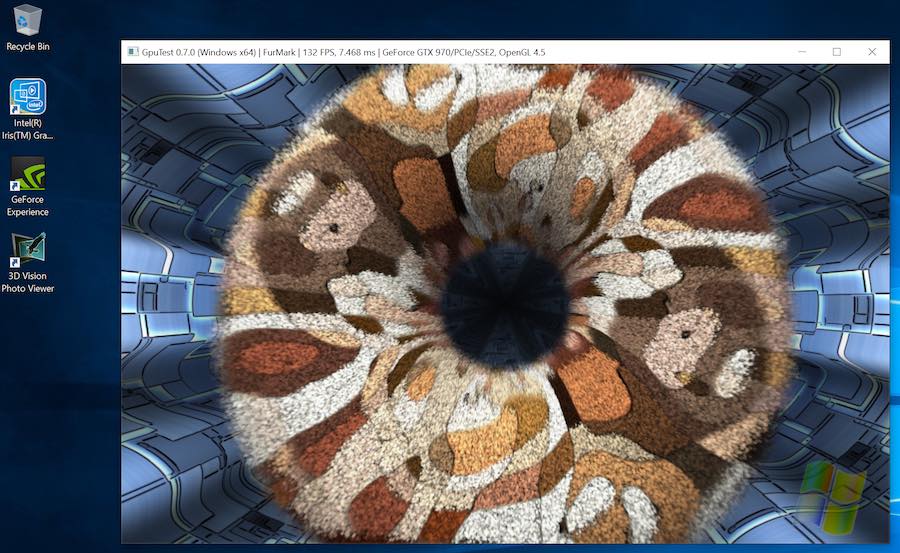 Recycle Bin
GpuTest 0.7.0 (Windows x64) | FurMark | 132 FPS, 7.468 ms | GeForce GTX 970/PCIe/SSE2, OpenGL 4.5
intel
Intel(R)
Iris(TM) Gra...
GeForce
Experience
3D Vision
Photo Viewer